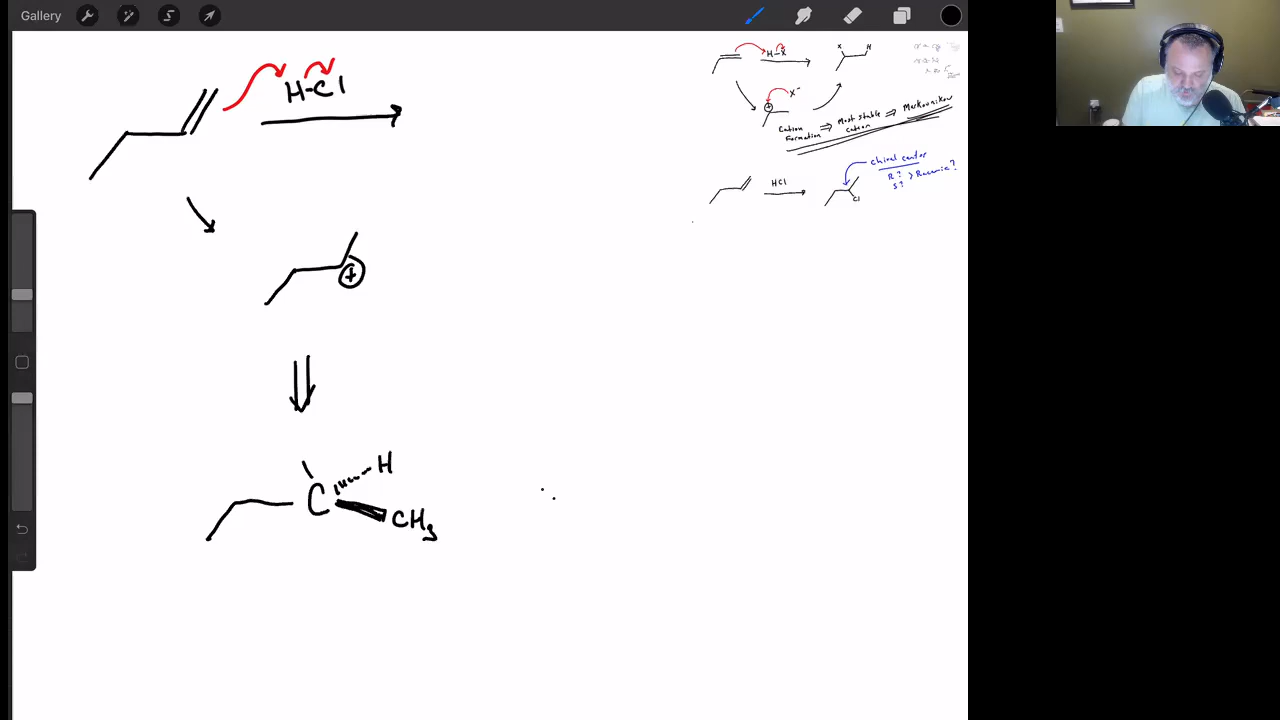 Gallery
H-Cl
+
H
C
CH3
H-X
X
H
+
X-
Cation Formation ⇒ Most stable cation ⇒ Markovnikov
HCl
Cl
chiral center
R?
S? > Racemic?